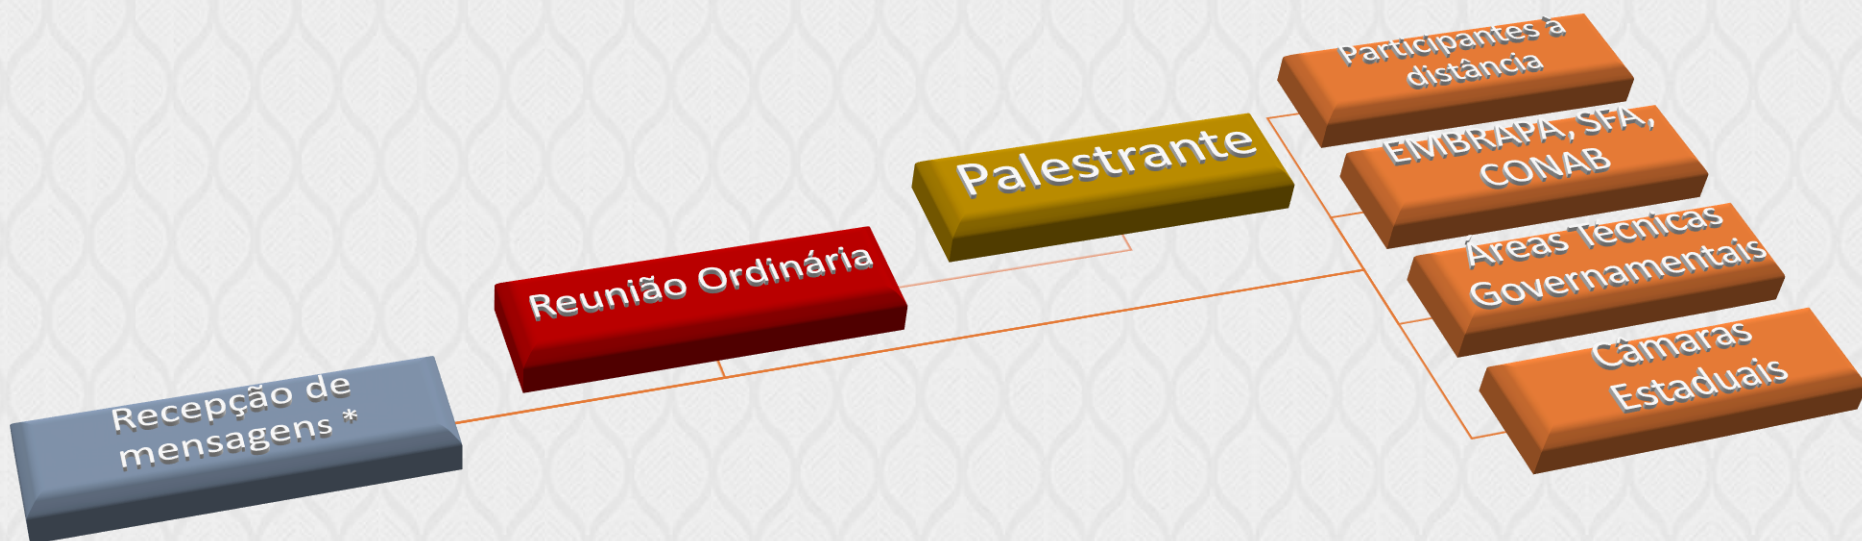 Recepção de
mensagens *
Reunião Ordinária
Palestrante
Participantes à
distância
EMBRAPA, SFA,
CONAB
Áreas Técnicas
Governamentais
Câmaras
Estaduais